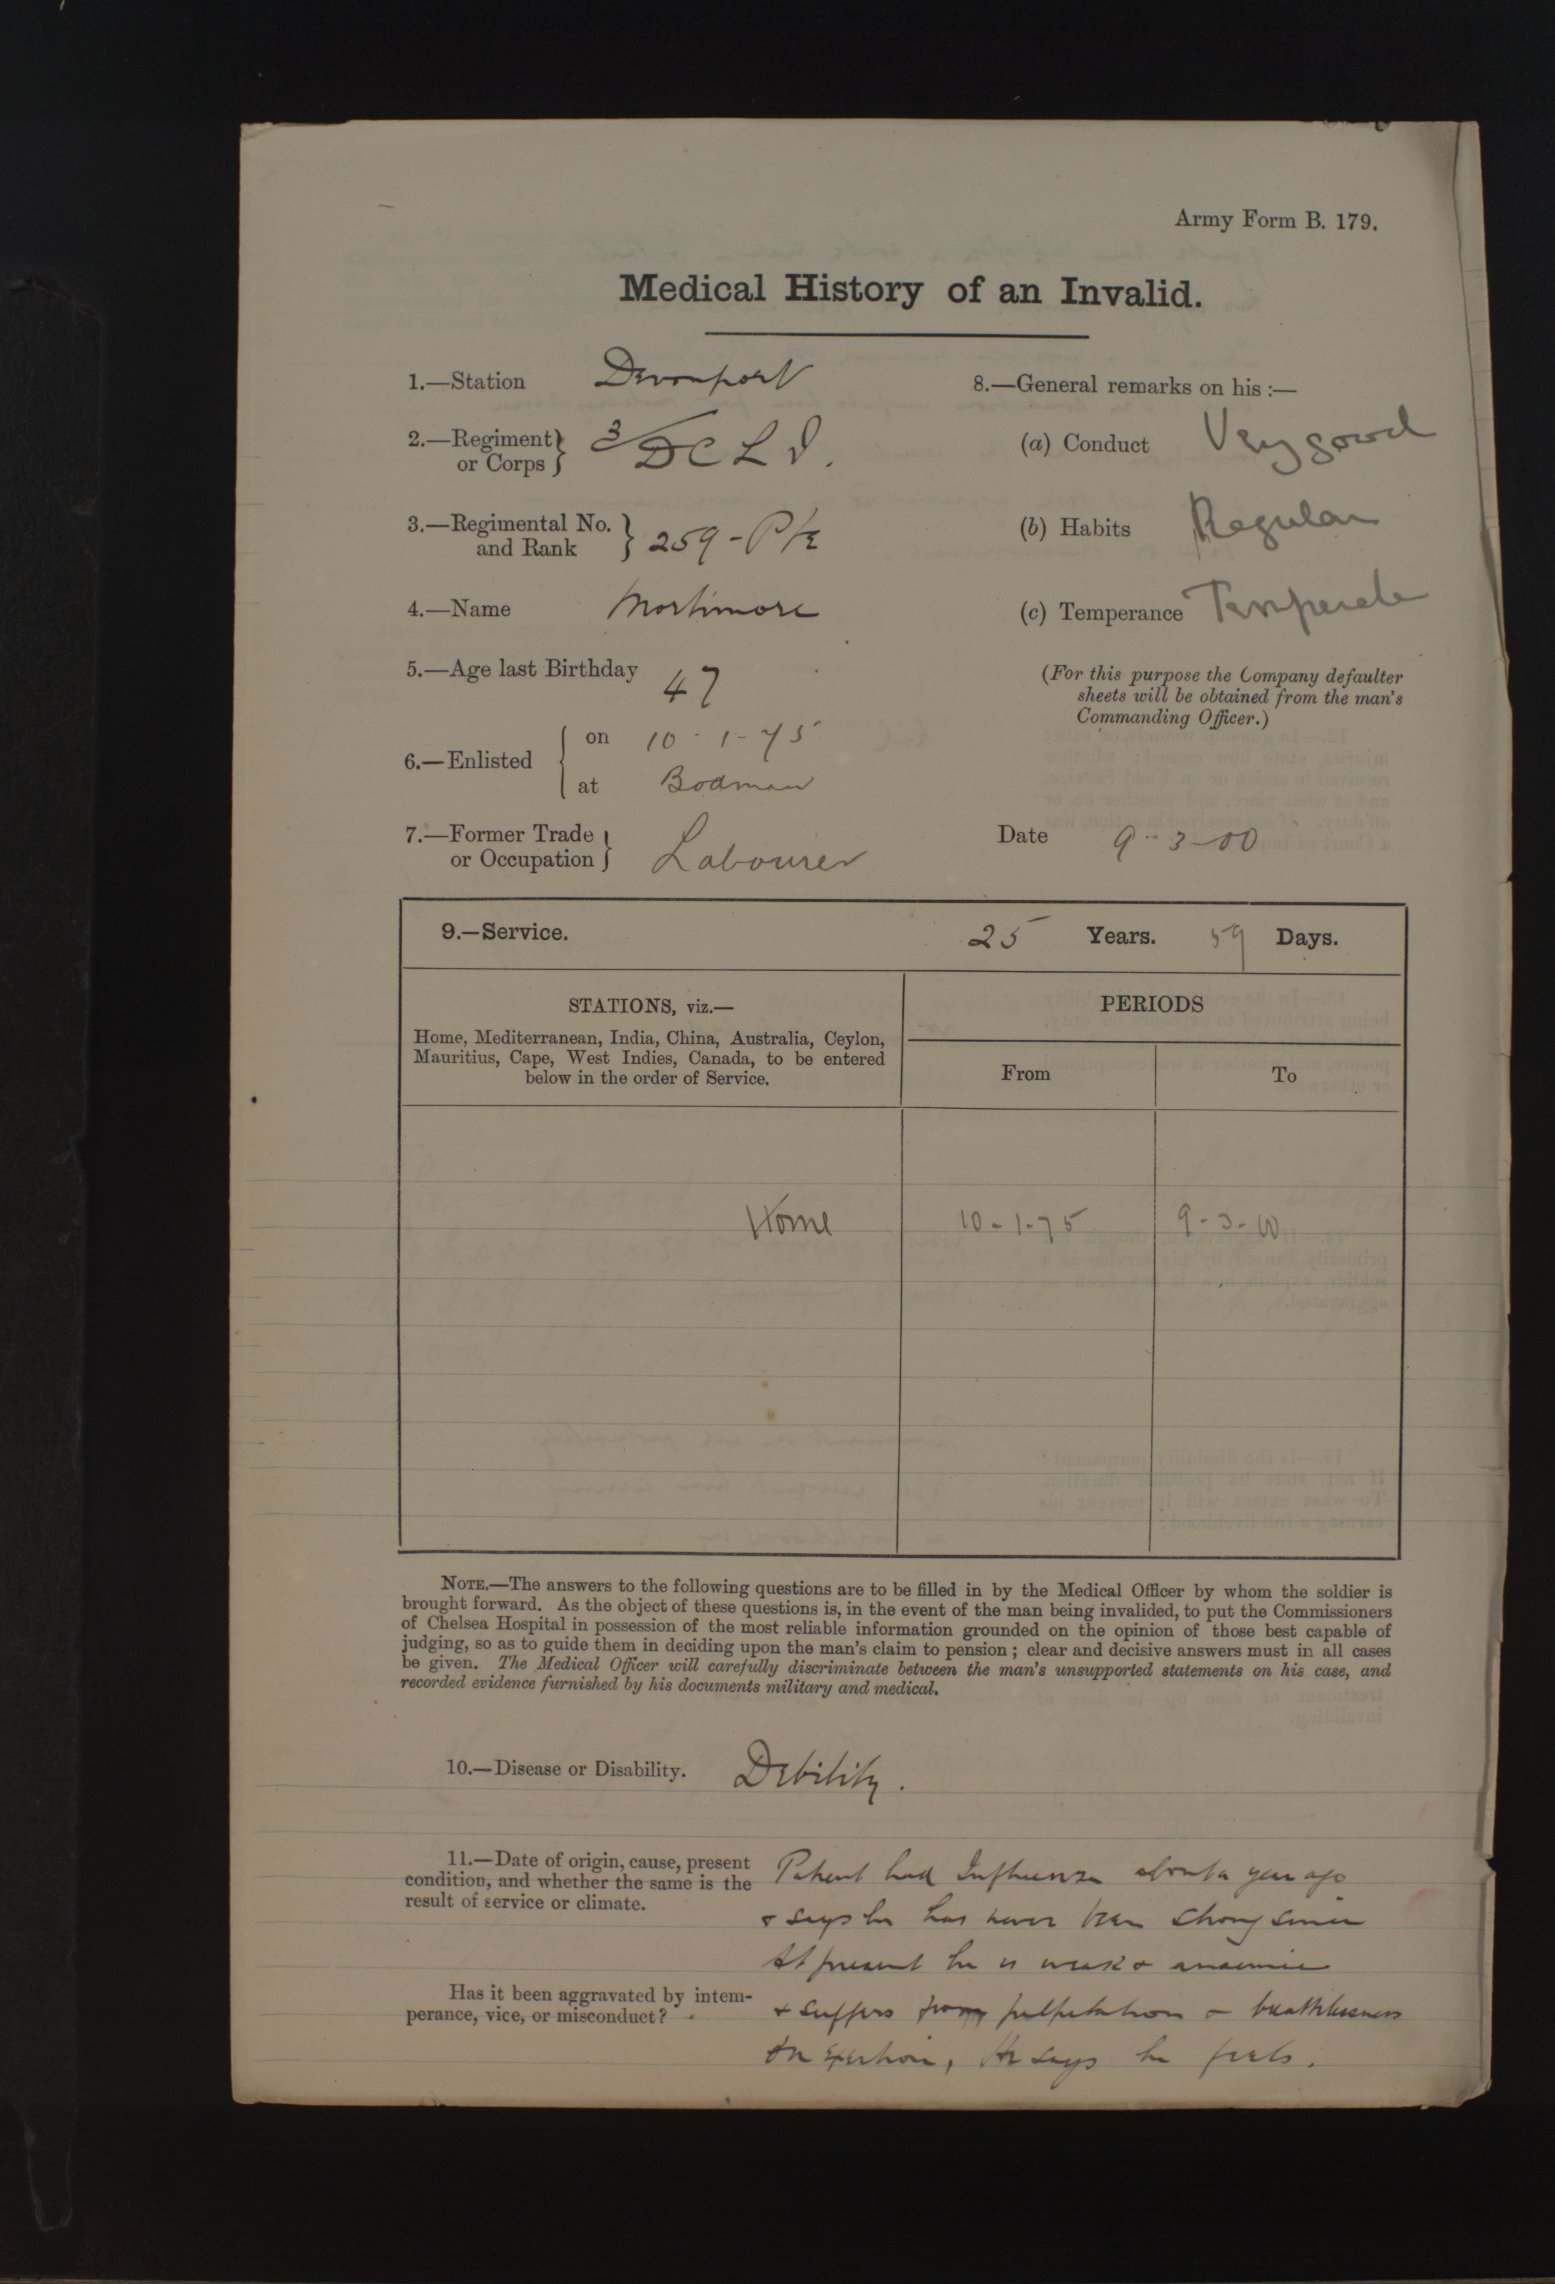 Army Form B. 179.
Medical History of an Invalid.
1.—Station Devonport
2.—Regiment or Corps } 3/DCLI.
3.—Regimental No. and Rank } 259 - Pte
4.—Name Mortimore
5.—Age last Birthday 47
6.—Enlisted { on 10-1-75
at Bodmin
7.—Former Trade or Occupation } Labourer
8.—General remarks on his :—
(a) Conduct Very good
(b) Habits Regular
(c) Temperance Temperate
(For this purpose the Company defaulter
sheets will be obtained from the man's
Commanding Officer.)
Date 9-3-00
9.—Service. 25 Years. 59 Days.
STATIONS, viz.—
Home, Mediterranean, India, China, Australia, Ceylon,
Mauritius, Cape, West Indies, Canada, to be entered
below in the order of Service.
PERIODS
From To
Home 10-1-75 9-3-00
NOTE.—The answers to the following questions are to be filled in by the Medical Officer by whom the soldier is
brought forward. As the object of these questions is, in the event of the man being invalided, to put the Commissioners
of Chelsea Hospital in possession of the most reliable information grounded on the opinion of those best capable of
judging, so as to guide them in deciding upon the man's claim to pension ; clear and decisive answers must in all cases
be given. The Medical Officer will carefully discriminate between the man's unsupported statements on his case, and
recorded evidence furnished by his documents military and medical.
10.—Disease or Disability. Debility.
11.—Date of origin, cause, present
condition, and whether the same is the
result of service or climate.
Has it been aggravated by intem-
perance, vice, or misconduct?
Patient had Influenza about a year ago
& says he has never been strong since
At present he is weak & anaemic
& suffers from palpitation & breathlessness
on exertion, He says he feels.